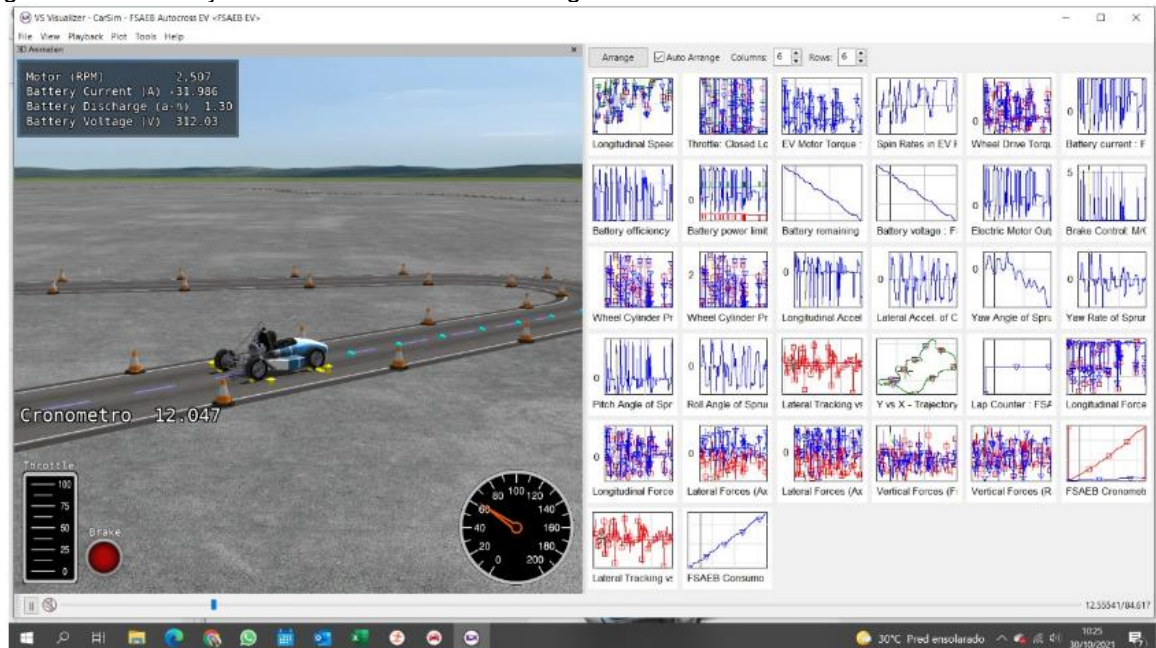 VS Visualizer - CarSim - FSAEB Autocross EV <FSAEB EV>
File View Playback Plot Tools Help
3D Animation
Motor (RPM) 2.507
Battery Current (A) -31.986
Battery Discharge (a-h) 1.30
Battery Voltage (V) 312.03
Cronometro 12.047
Throttle
100
75
50
25
0
Brake
0 20 40 60 80 100 120 140 160 180 200
Arrange Auto Arrange Columns: 6 Rows: 6
Longitudinal Speed Throttle: Closed Lo EV Motor Torque : Spin Rates in EV F Wheel Drive Torqu Battery current : F
Battery efficiency Battery power limit Battery remaining Battery voltage : F Electric Motor Out Brake Control: M/C
Wheel Cylinder Pr Wheel Cylinder Pr Longitudinal Accel Lateral Accel. of C Yaw Angle of Spru Yaw Rate of Sprur
Pitch Angle of Spr Roll Angle of Sprur Lateral Tracking vs Y vs X - Trajectory Lap Counter : FSA Longitudinal Force
Longitudinal Force Lateral Forces (Ax Lateral Forces (Ax Vertical Forces (F Vertical Forces (R FSAEB Cronomet
Lateral Tracking vs FSAEB Consumo
12.55541/84.617
30°C Pred ensolarado
10:25
30/10/2021